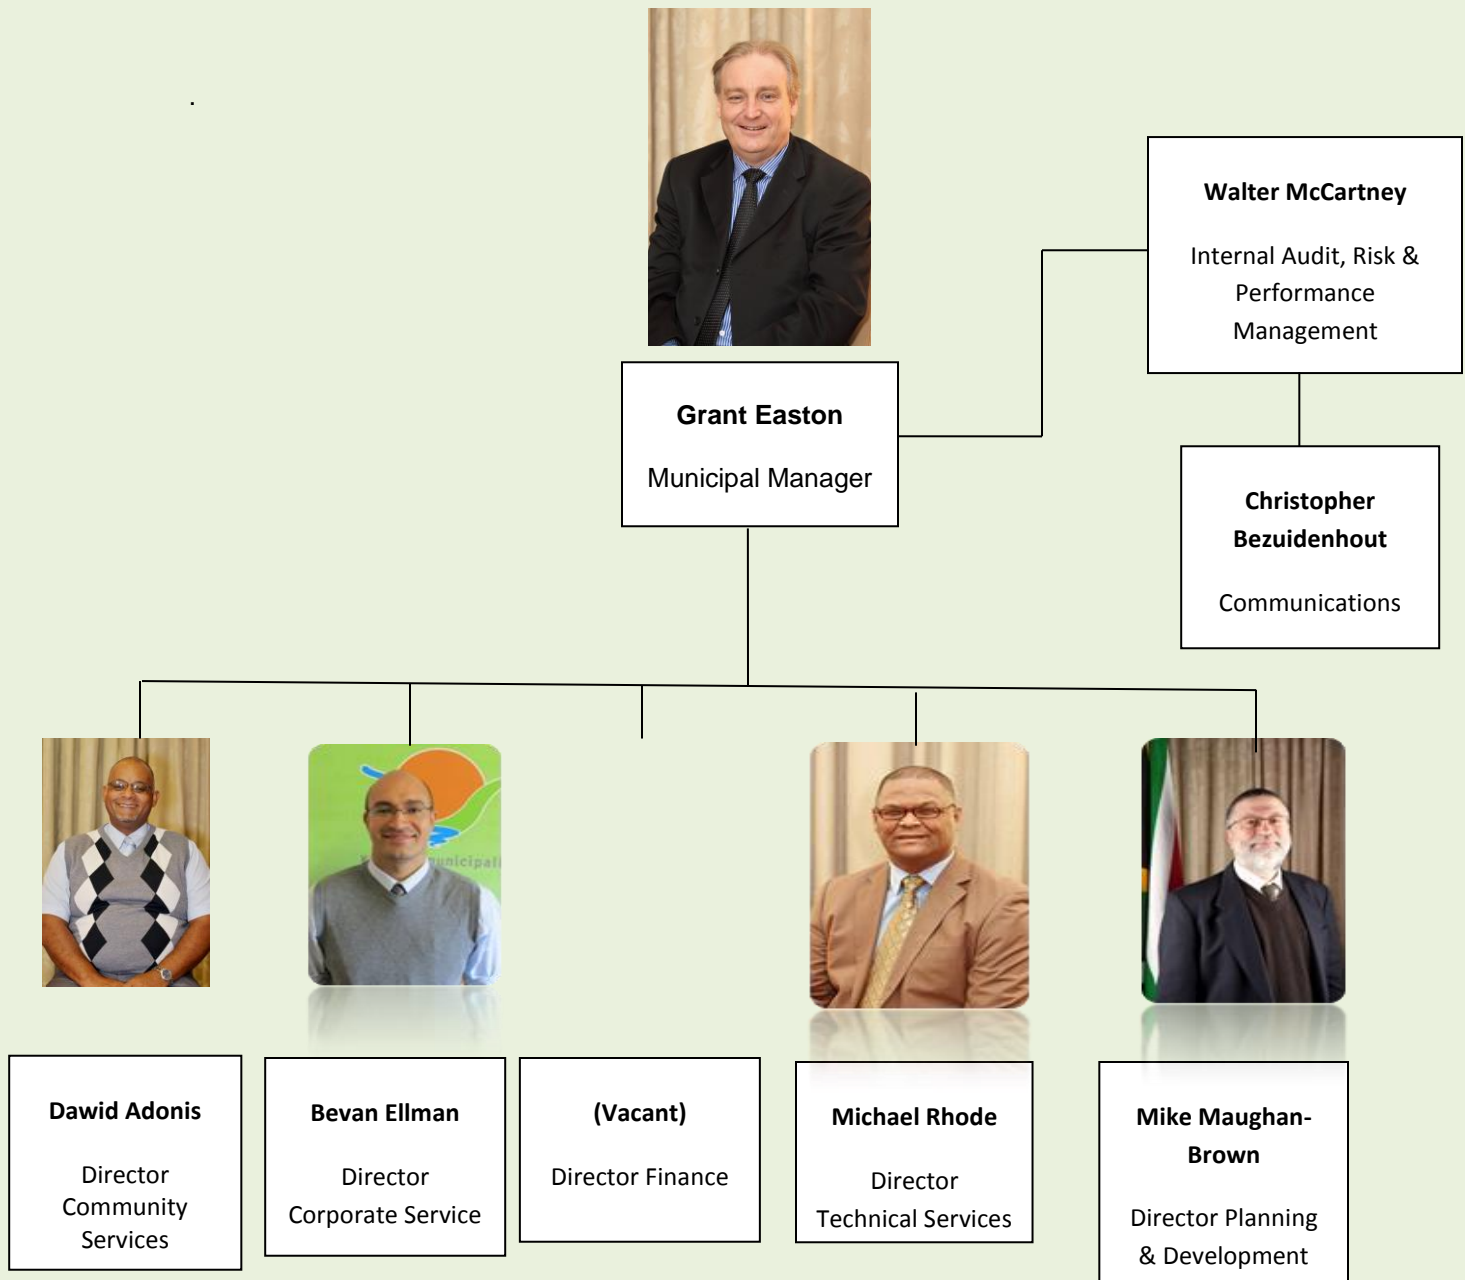 .
Walter McCartney
Internal Audit, Risk &
Performance
Management
Grant Easton
Municipal Manager
Christopher
Bezuidenhout
Communications
Dawid Adonis
Director
Community
Services
Bevan Ellman
Director
Corporate Service
(Vacant)
Director Finance
Michael Rhode
Director
Technical Services
Mike Maughan-
Brown
Director Planning
& Development